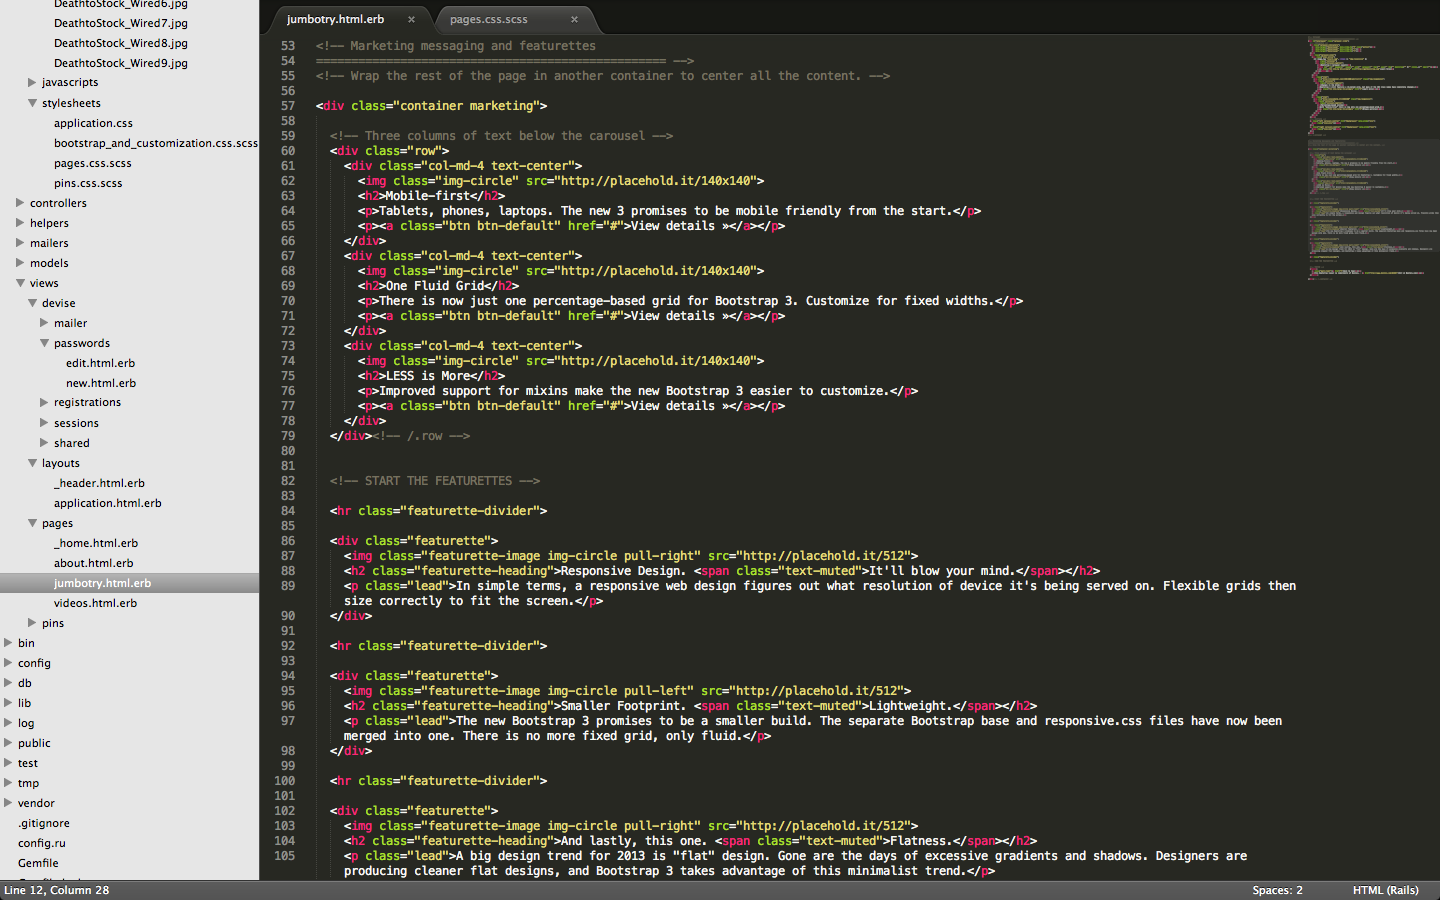 DeathtoStock_Wired6.jpg
DeathtoStock_Wired7.jpg
DeathtoStock_Wired8.jpg
DeathtoStock_Wired9.jpg
javascripts
stylesheets
application.css
bootstrap_and_customization.css.scss
pages.css.scss
pins.css.scss
controllers
helpers
mailers
models
views
devise
mailer
passwords
edit.html.erb
new.html.erb
registrations
sessions
shared
layouts
_header.html.erb
application.html.erb
pages
_home.html.erb
about.html.erb
jumbotry.html.erb
videos.html.erb
pins
bin
config
db
lib
log
public
test
tmp
vendor
.gitignore
config.ru
Gemfile
jumbotry.html.erb × pages.css.scss ×
53 <!-- Marketing messaging and featurettes
54 ================================================== -->
55 <!-- Wrap the rest of the page in another container to center all the content. -->
56
57 <div class="container marketing">
58
59 <!-- Three columns of text below the carousel -->
60 <div class="row">
61 <div class="col-md-4 text-center">
62 <img class="img-circle" src="http://placehold.it/140x140">
63 <h2>Mobile-first</h2>
64 <p>Tablets, phones, laptops. The new 3 promises to be mobile friendly from the start.</p>
65 <p><a class="btn btn-default" href="#">View details »</a></p>
66 </div>
67 <div class="col-md-4 text-center">
68 <img class="img-circle" src="http://placehold.it/140x140">
69 <h2>One Fluid Grid</h2>
70 <p>There is now just one percentage-based grid for Bootstrap 3. Customize for fixed widths.</p>
71 <p><a class="btn btn-default" href="#">View details »</a></p>
72 </div>
73 <div class="col-md-4 text-center">
74 <img class="img-circle" src="http://placehold.it/140x140">
75 <h2>LESS is More</h2>
76 <p>Improved support for mixins make the new Bootstrap 3 easier to customize.</p>
77 <p><a class="btn btn-default" href="#">View details »</a></p>
78 </div>
79 </div><!-- /.row -->
80
81
82 <!-- START THE FEATURETTES -->
83
84 <hr class="featurette-divider">
85
86 <div class="featurette">
87 <img class="featurette-image img-circle pull-right" src="http://placehold.it/512">
88 <h2 class="featurette-heading">Responsive Design. <span class="text-muted">It'll blow your mind.</span></h2>
89 <p class="lead">In simple terms, a responsive web design figures out what resolution of device it's being served on. Flexible grids then
size correctly to fit the screen.</p>
90 </div>
91
92 <hr class="featurette-divider">
93
94 <div class="featurette">
95 <img class="featurette-image img-circle pull-left" src="http://placehold.it/512">
96 <h2 class="featurette-heading">Smaller Footprint. <span class="text-muted">Lightweight.</span></h2>
97 <p class="lead">The new Bootstrap 3 promises to be a smaller build. The separate Bootstrap base and responsive.css files have now been
merged into one. There is no more fixed grid, only fluid.</p>
98 </div>
99
100 <hr class="featurette-divider">
101
102 <div class="featurette">
103 <img class="featurette-image img-circle pull-right" src="http://placehold.it/512">
104 <h2 class="featurette-heading">And lastly, this one. <span class="text-muted">Flatness.</span></h2>
105 <p class="lead">A big design trend for 2013 is "flat" design. Gone are the days of excessive gradients and shadows. Designers are
producing cleaner flat designs, and Bootstrap 3 takes advantage of this minimalist trend.</p>
Line 12, Column 28 Spaces: 2 HTML (Rails)